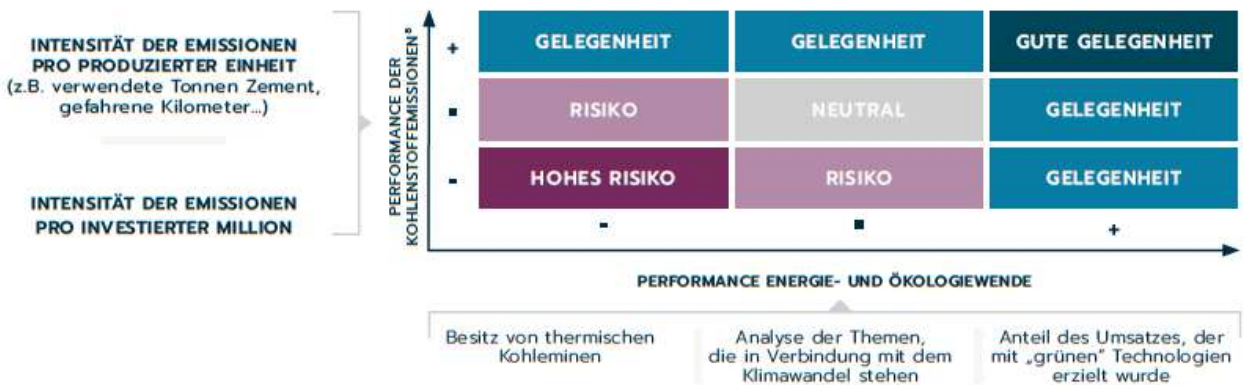 INTENSITÄT DER EMISSIONEN
PRO PRODUZIERTER EINHEIT
(z.B. verwendete Tonnen Zement,
gefahrene Kilometer...)
INTENSITÄT DER EMISSIONEN
PRO INVESTIERTER MILLION
PERFORMANCE DER
KOHLENSTOFFEMISSIONEN⁸
+
GELEGENHEIT
GELEGENHEIT
GUTE GELEGENHEIT
▪
RISIKO
NEUTRAL
GELEGENHEIT
-
HOHES RISIKO
RISIKO
GELEGENHEIT
-
▪
+
PERFORMANCE ENERGIE- UND ÖKOLOGIEWENDE
Besitz von thermischen
Kohleminen
Analyse der Themen,
die in Verbindung mit dem
Klimawandel stehen
Anteil des Umsatzes, der
mit „grünen" Technologien
erzielt wurde